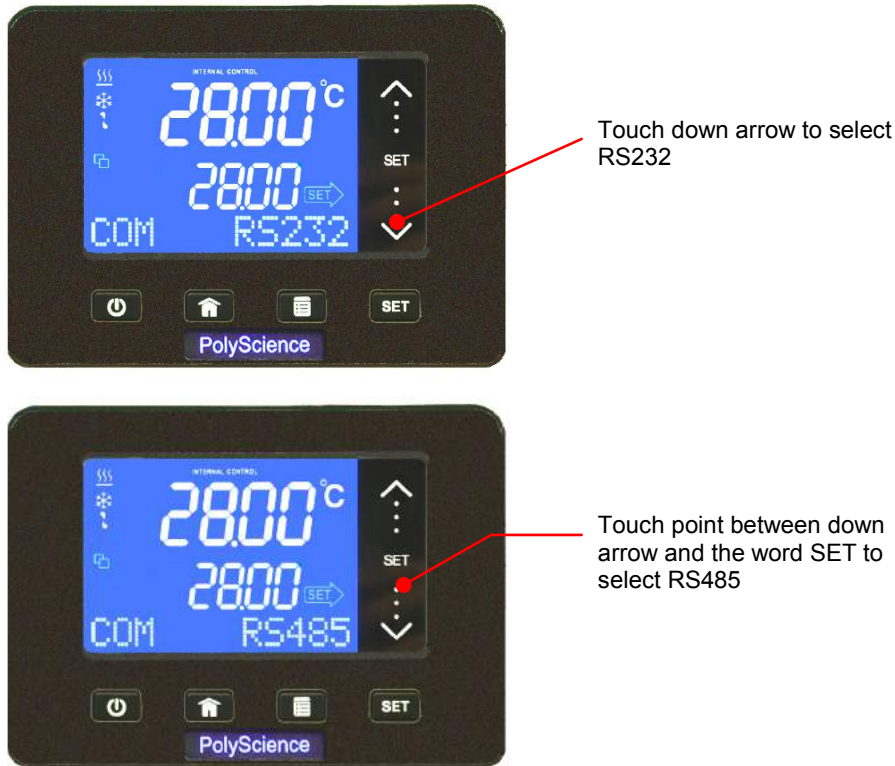 INTERNAL CONTROL
28.00°C
SET
28.00 SET
COM RS232
SET
PolyScience
Touch down arrow to select
RS232
INTERNAL CONTROL
28.00°C
SET
28.00 SET
COM RS485
SET
PolyScience
Touch point between down
arrow and the word SET to
select RS485